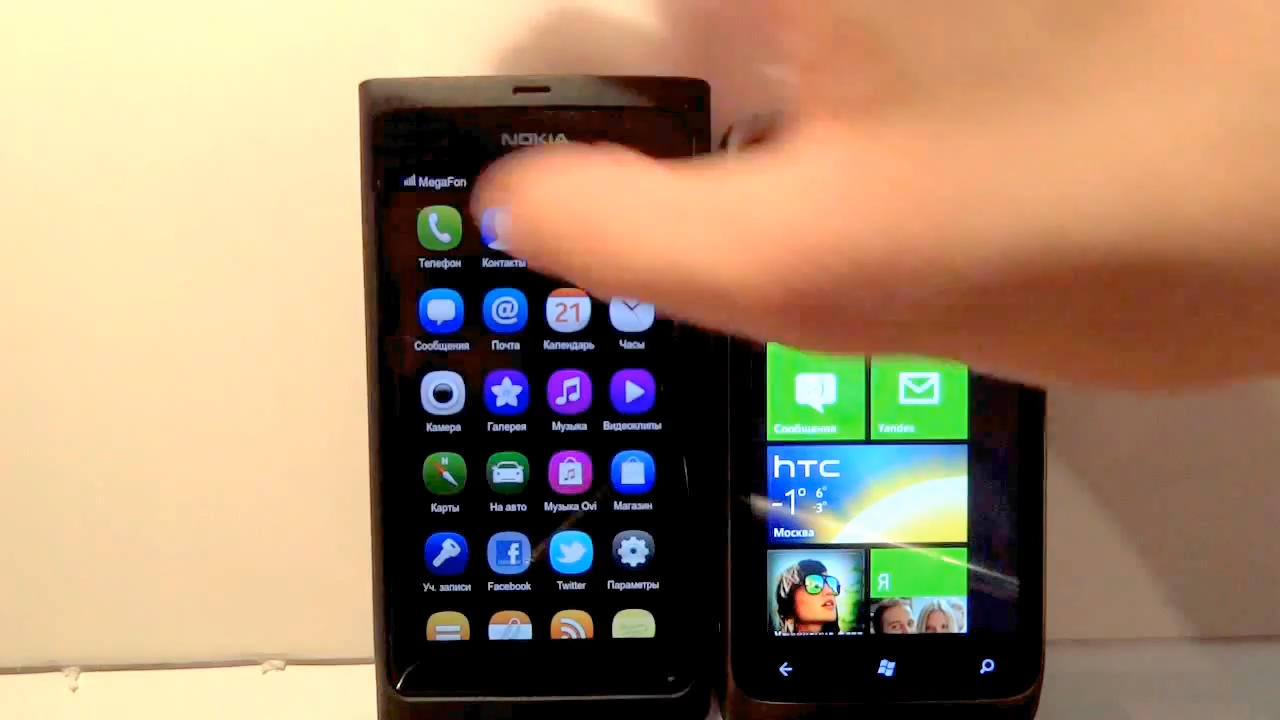 NOKIA
MegaFon
Телефон
Контакты
Сообщения
Почта
21
Календарь
Часы
Камера
Галерея
Музыка
Видеоклипы
N
Карты
На авто
Музыка Ovi
Магазин
Уч. записи
Facebook
Twitter
Параметры
Сообщения
Yandex
hTC
-1° 6°
-3°
Москва
Я